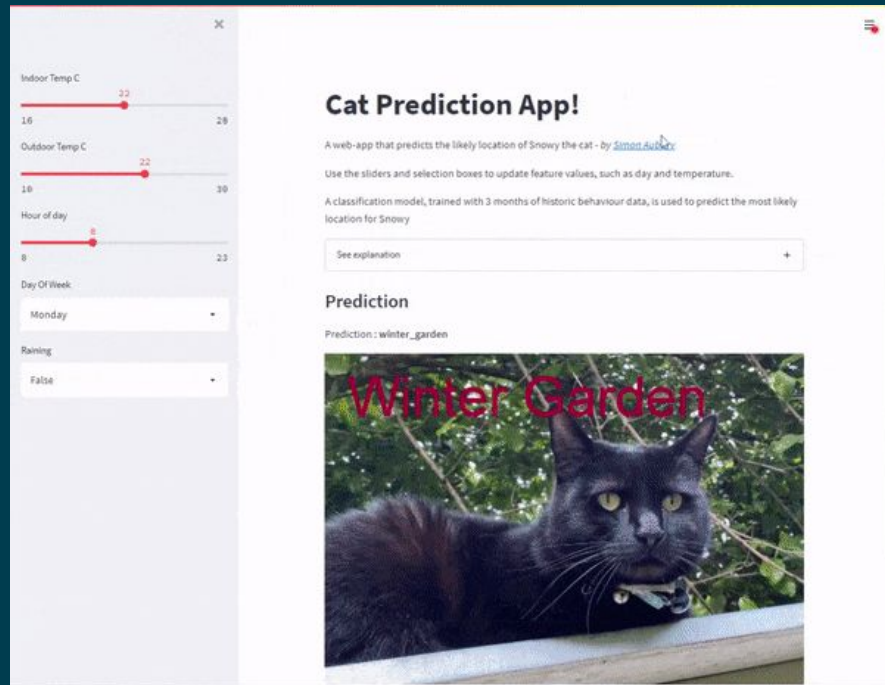 Indoor Temp C
22
16 28
Outdoor Temp C
22
10 30
Hour of day
8
0 23
Day Of Week
Monday
Raining
False
Cat Prediction App!
A web-app that predicts the likely location of Snowy the cat - by Simon Aubury
Use the sliders and selection boxes to update feature values, such as day and temperature.
A classification model, trained with 3 months of historic behaviour data, is used to predict the most likely
location for Snowy
See explanation
Prediction
Prediction : winter_garden
Winter Garden